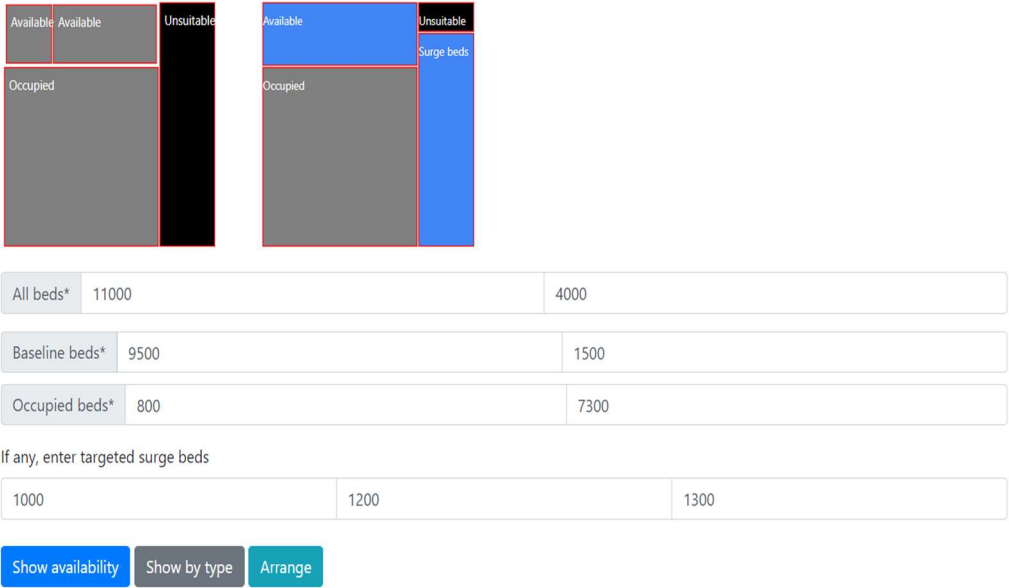 Available Available Unsuitable
Occupied
Available Unsuitable
Surge beds
Occupied
All beds* 11000 4000
Baseline beds* 9500 1500
Occupied beds* 800 7300
If any, enter targeted surge beds
1000 1200 1300
Show availability Show by type Arrange